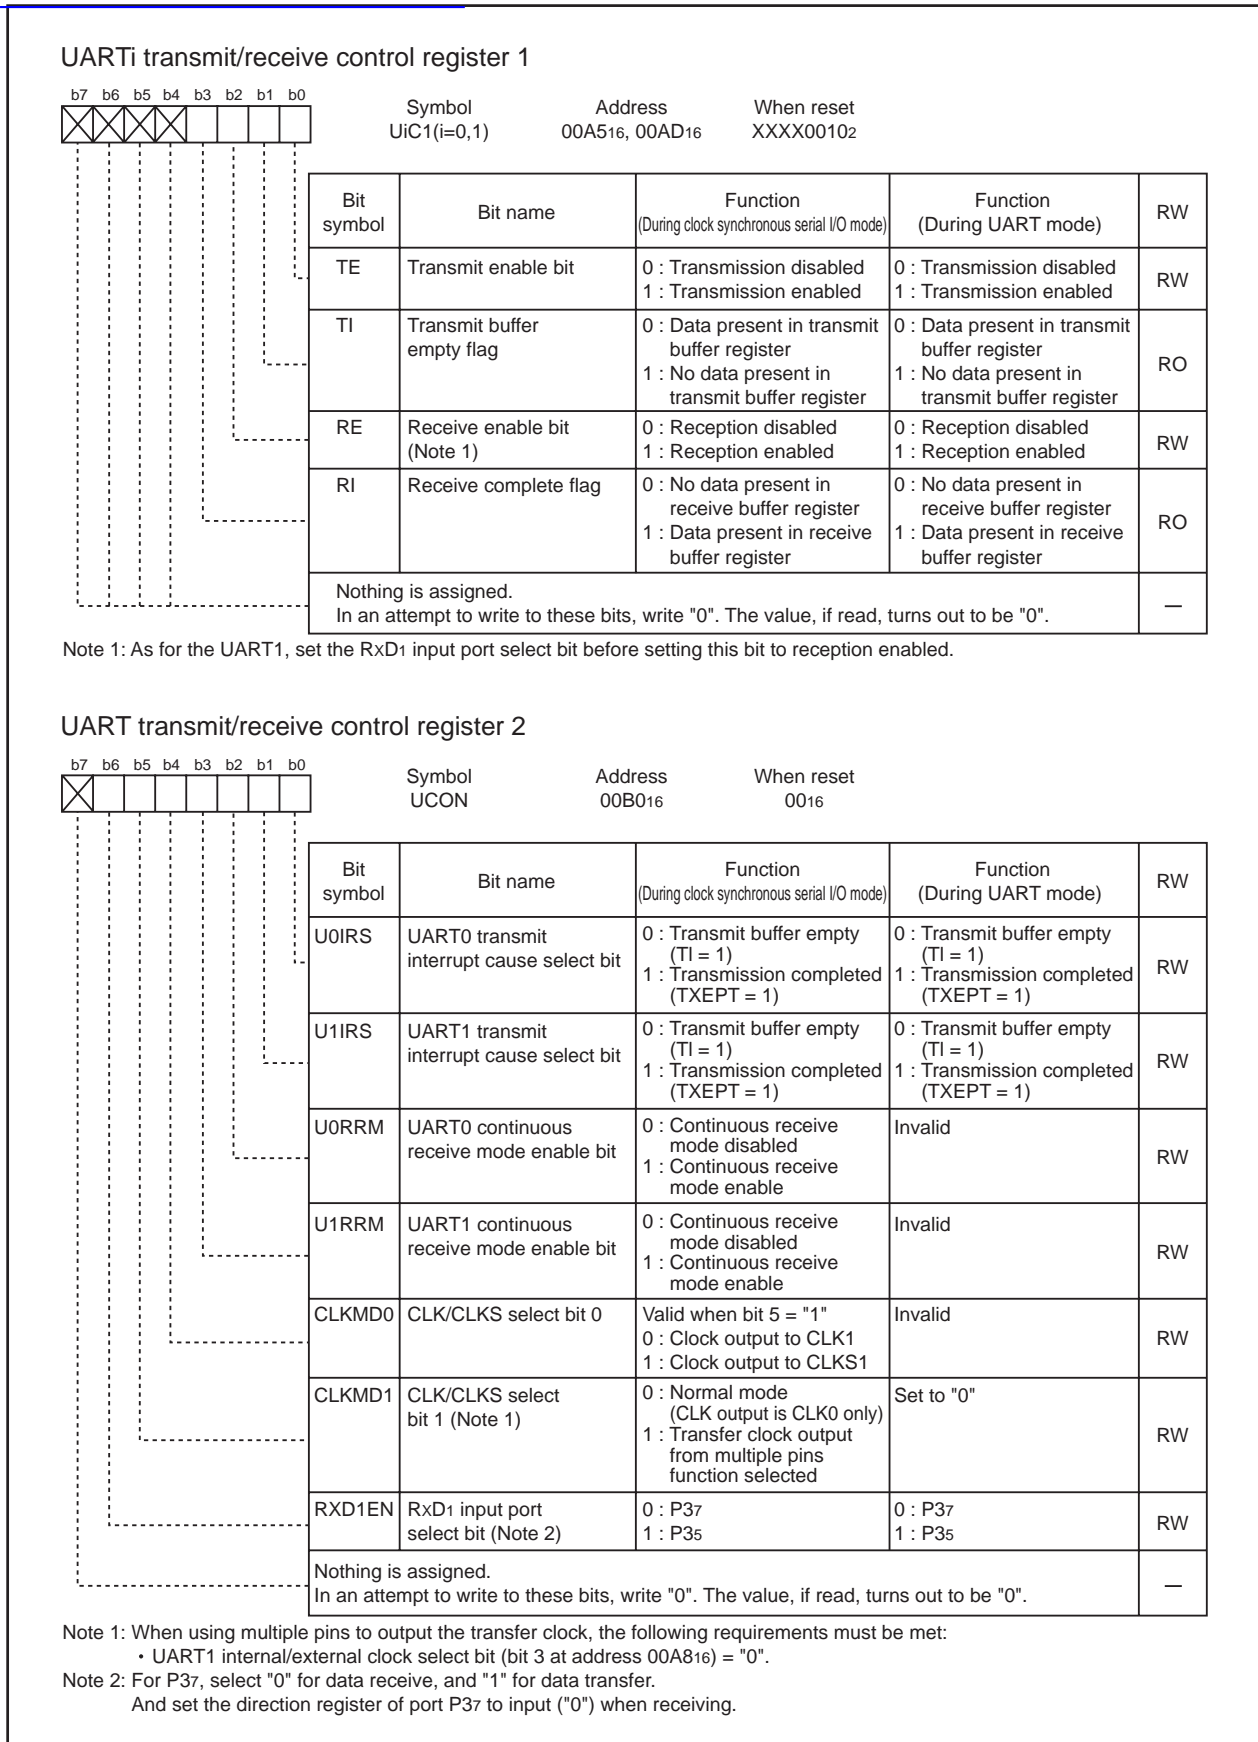 UARTi transmit/receive control register 1
b7 b6 b5 b4 b3 b2 b1 b0
Symbol Address When reset
UiC1(i=0,1) 00A516, 00AD16 XXXX00102
Bit symbol Bit name Function (During clock synchronous serial I/O mode) Function (During UART mode) RW
TE Transmit enable bit 0 : Transmission disabled 0 : Transmission disabled RW
1 : Transmission enabled 1 : Transmission enabled
TI Transmit buffer 0 : Data present in transmit 0 : Data present in transmit RO
empty flag buffer register buffer register
1 : No data present in 1 : No data present in
transmit buffer register transmit buffer register
RE Receive enable bit 0 : Reception disabled 0 : Reception disabled RW
(Note 1) 1 : Reception enabled 1 : Reception enabled
RI Receive complete flag 0 : No data present in 0 : No data present in RO
receive buffer register receive buffer register
1 : Data present in receive 1 : Data present in receive
buffer register buffer register
Nothing is assigned.
In an attempt to write to these bits, write "0". The value, if read, turns out to be "0". —
Note 1: As for the UART1, set the RxD1 input port select bit before setting this bit to reception enabled.
UART transmit/receive control register 2
b7 b6 b5 b4 b3 b2 b1 b0
Symbol Address When reset
UCON 00B016 0016
Bit symbol Bit name Function (During clock synchronous serial I/O mode) Function (During UART mode) RW
U0IRS UART0 transmit 0 : Transmit buffer empty 0 : Transmit buffer empty RW
interrupt cause select bit (TI = 1) (TI = 1)
1 : Transmission completed 1 : Transmission completed
(TXEPT = 1) (TXEPT = 1)
U1IRS UART1 transmit 0 : Transmit buffer empty 0 : Transmit buffer empty RW
interrupt cause select bit (TI = 1) (TI = 1)
1 : Transmission completed 1 : Transmission completed
(TXEPT = 1) (TXEPT = 1)
U0RRM UART0 continuous 0 : Continuous receive Invalid RW
receive mode enable bit mode disabled
1 : Continuous receive
mode enable
U1RRM UART1 continuous 0 : Continuous receive Invalid RW
receive mode enable bit mode disabled
1 : Continuous receive
mode enable
CLKMD0 CLK/CLKS select bit 0 Valid when bit 5 = "1" Invalid RW
0 : Clock output to CLK1
1 : Clock output to CLKS1
CLKMD1 CLK/CLKS select 0 : Normal mode Set to "0" RW
bit 1 (Note 1) (CLK output is CLK0 only)
1 : Transfer clock output
from multiple pins
function selected
RXD1EN RxD1 input port 0 : P37 0 : P37 RW
select bit (Note 2) 1 : P35 1 : P35
Nothing is assigned.
In an attempt to write to these bits, write "0". The value, if read, turns out to be "0". —
Note 1: When using multiple pins to output the transfer clock, the following requirements must be met:
• UART1 internal/external clock select bit (bit 3 at address 00A816) = "0".
Note 2: For P37, select "0" for data receive, and "1" for data transfer.
And set the direction register of port P37 to input ("0") when receiving.